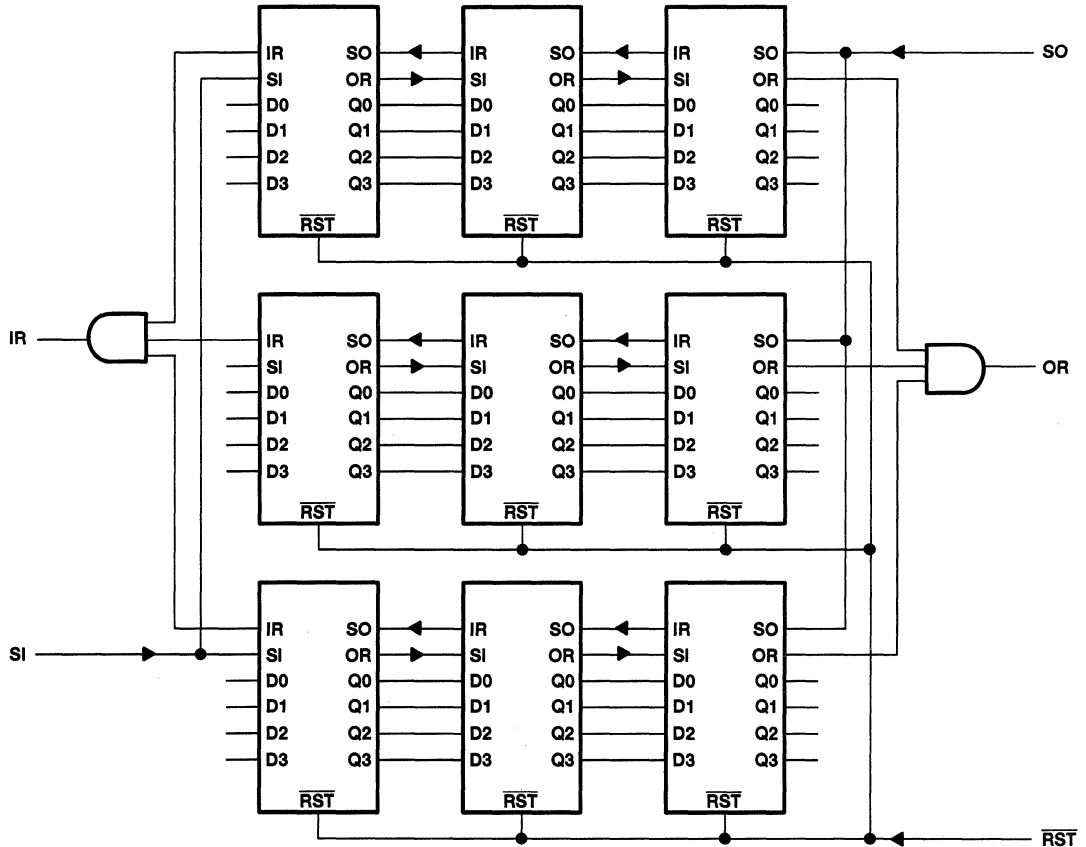 IR SO IR SO IR SO SO
SI OR SI OR SI OR
D0 Q0 D0 Q0 D0 Q0
D1 Q1 D1 Q1 D1 Q1
D2 Q2 D2 Q2 D2 Q2
D3 Q3 D3 Q3 D3 Q3
RST RST RST
IR IR SO IR SO IR SO
SI OR SI OR SI OR OR
D0 Q0 D0 Q0 D0 Q0
D1 Q1 D1 Q1 D1 Q1
D2 Q2 D2 Q2 D2 Q2
D3 Q3 D3 Q3 D3 Q3
RST RST RST
IR SO IR SO IR SO
SI SI OR SI OR SI OR
D0 Q0 D0 Q0 D0 Q0
D1 Q1 D1 Q1 D1 Q1
D2 Q2 D2 Q2 D2 Q2
D3 Q3 D3 Q3 D3 Q3
RST RST RST
RST